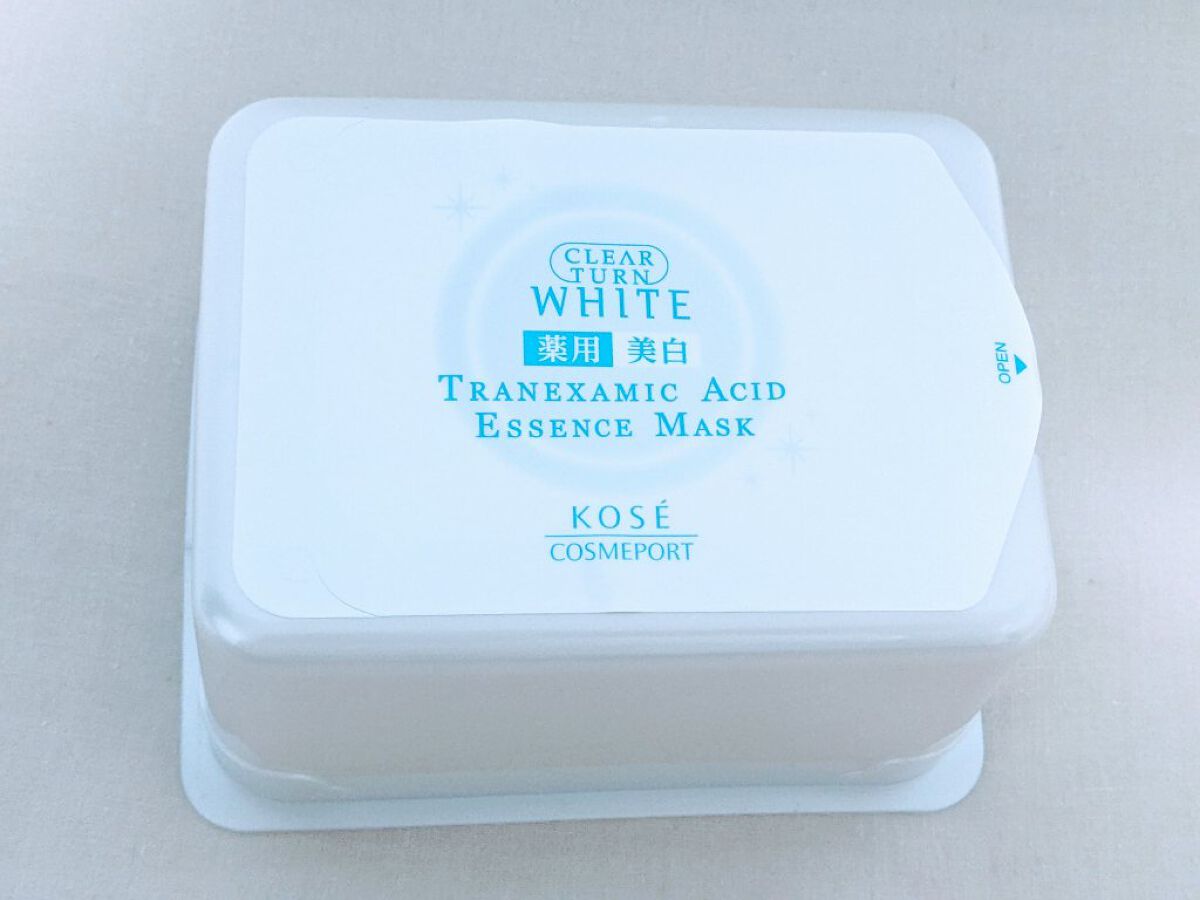 CLEAR
TURN
WHITE
薬用 美白
TRANEXAMIC ACID
ESSENCE MASK
KOSÉ
COSMEPORT
OPEN